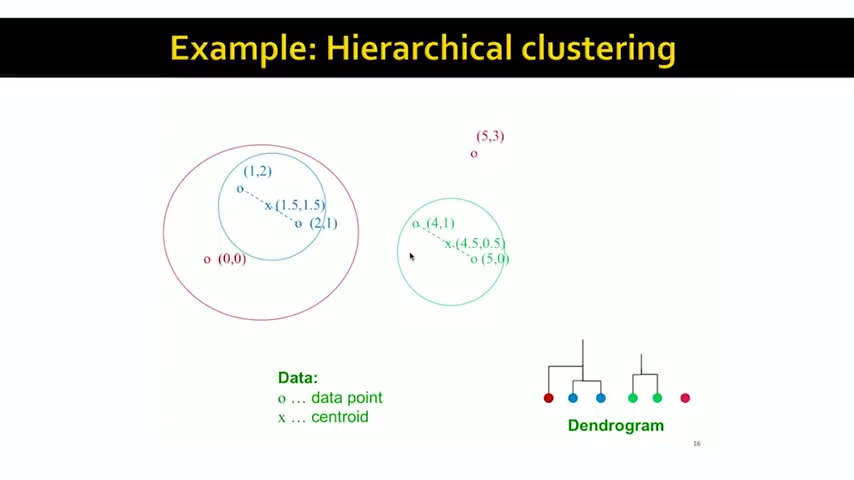 Example: Hierarchical clustering
(5,3)
o
(1,2)
o
x (1.5,1.5)
o (2,1)
o (4,1)
x (4.5,0.5)
o (0,0)
o (5,0)
Data:
o … data point
x … centroid
Dendrogram
16